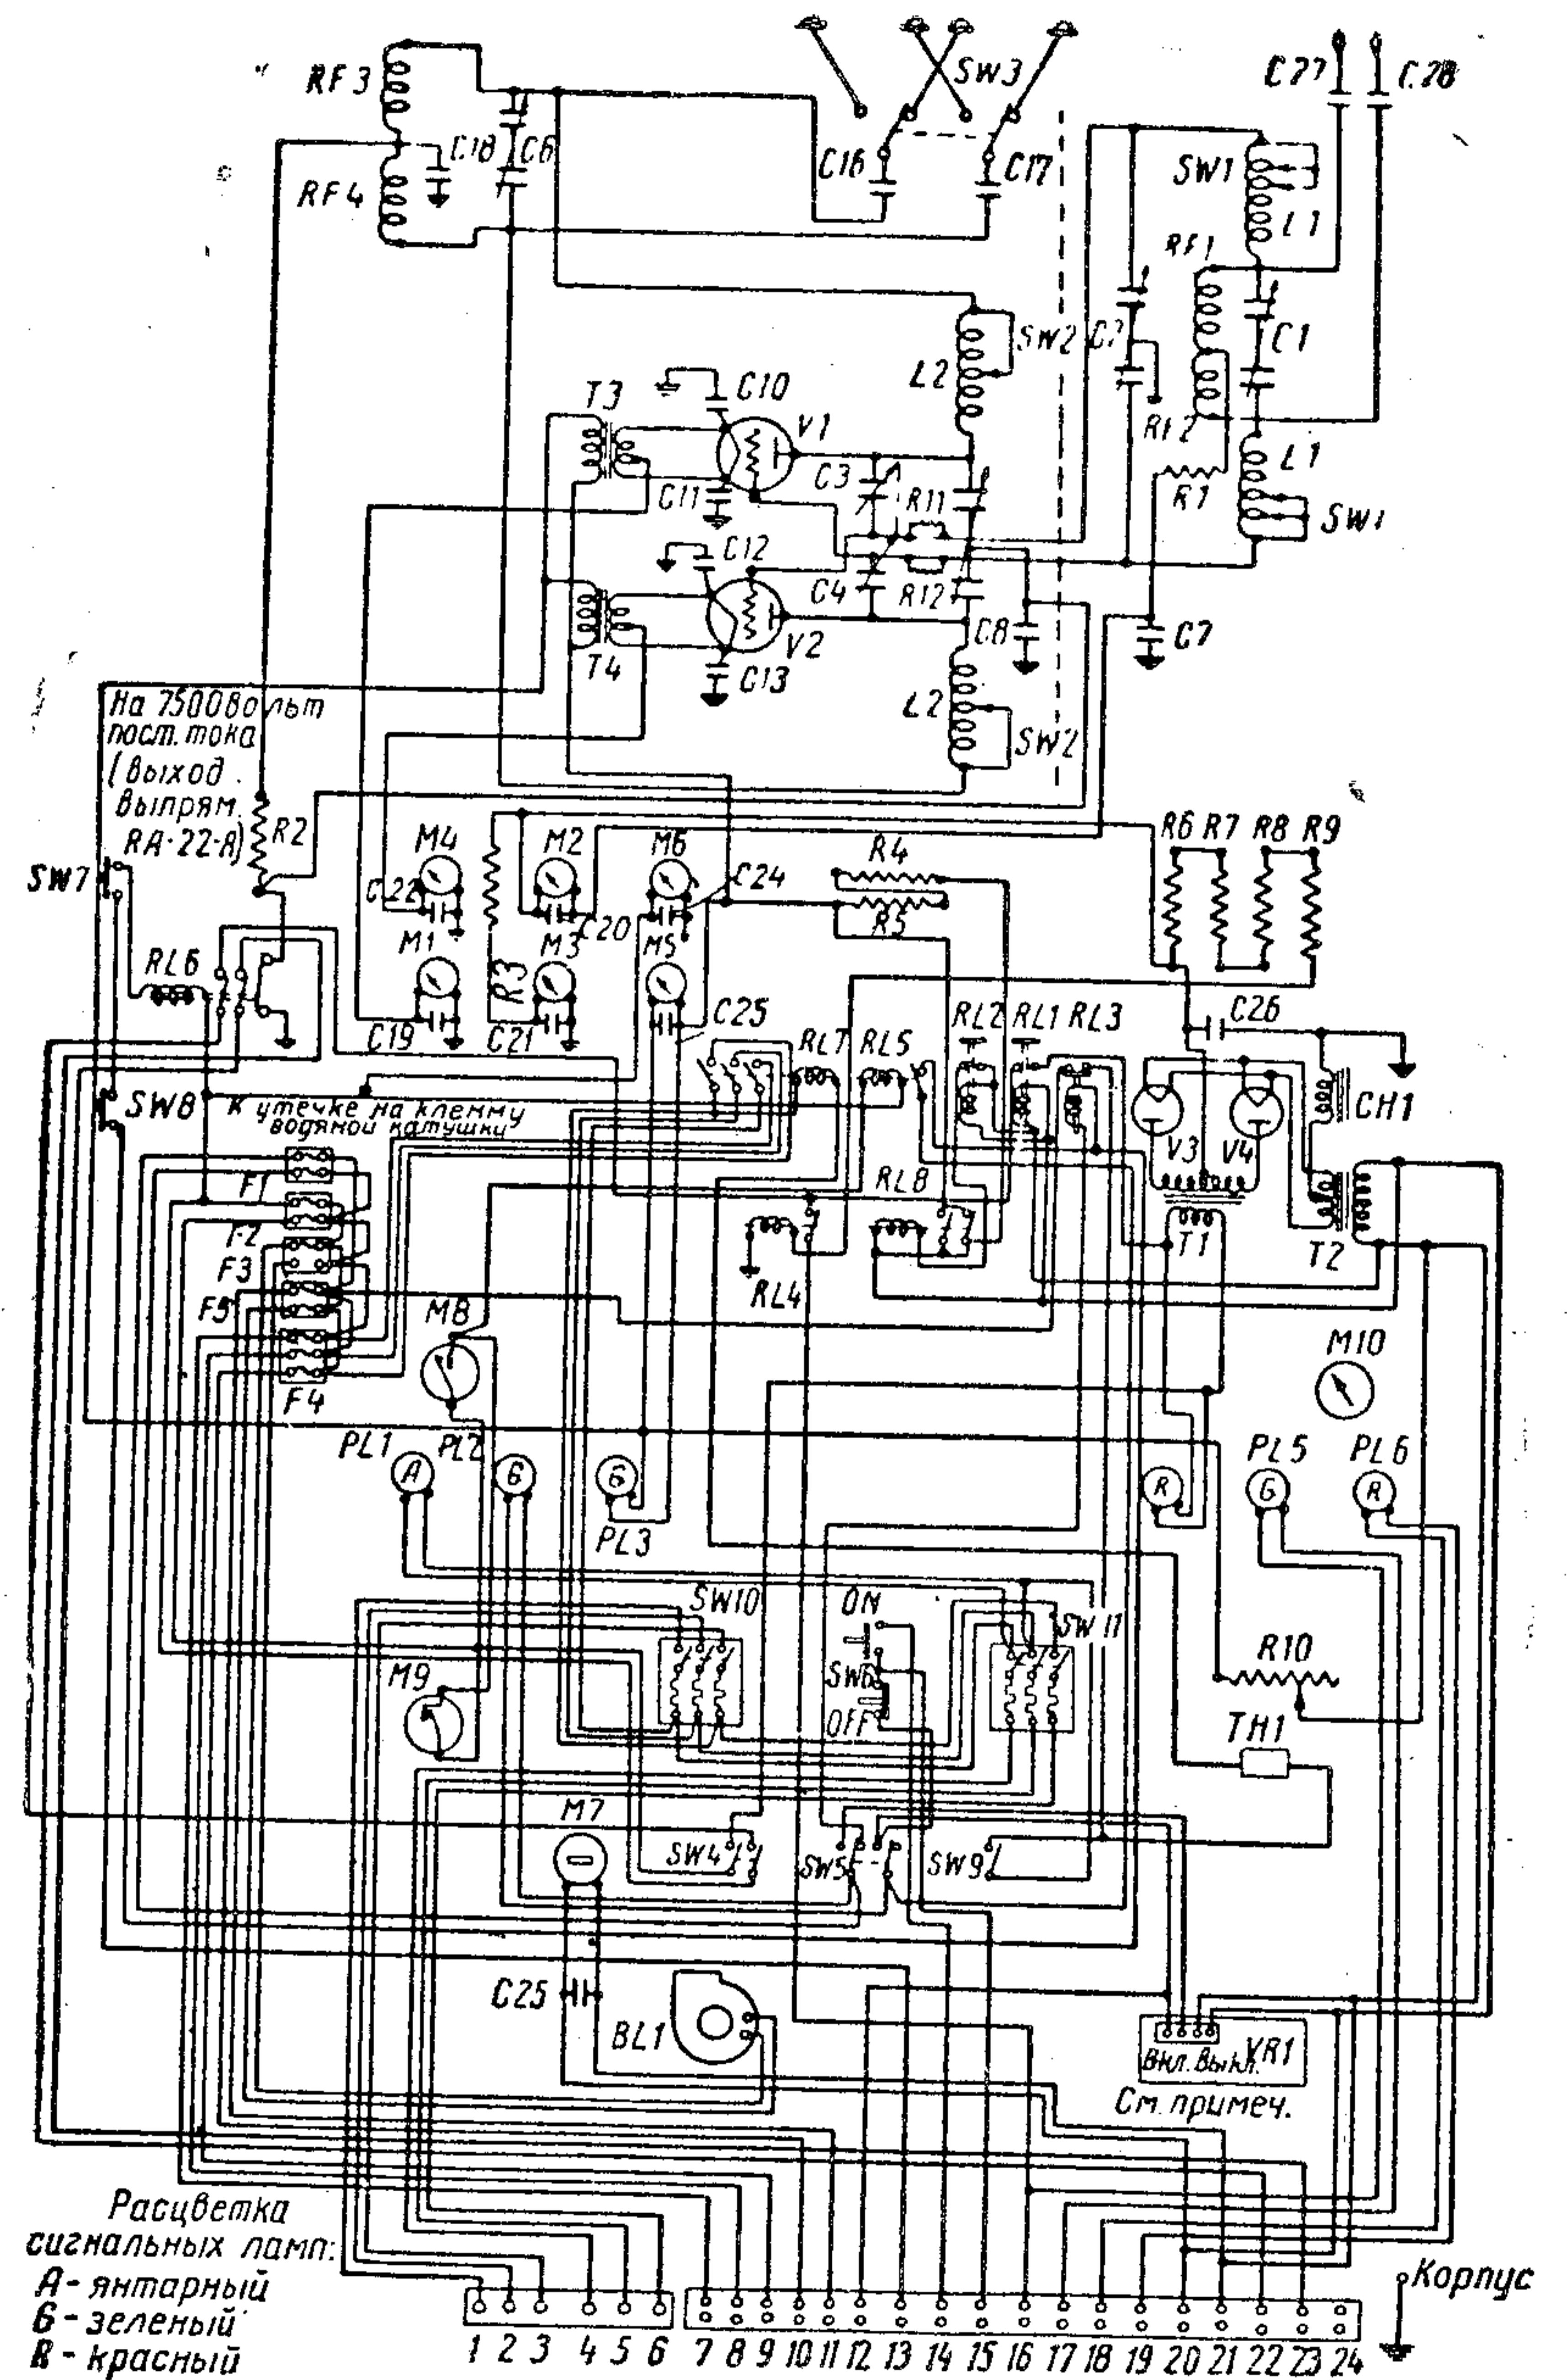 RF3
C18
C6
RF4
SW3
C16
C17
C27
C28
SW1
L1
RF1
C1
C2
SW2
L2
T3
C10
V1
C3
R11
C11
RF2
L1
R1
SW1
C12
C4
R12
V2
C8
C7
T4
C13
L2
SW2
На 7500вольт
пост. тока
(выход
выпрям.
RA-22-A)
R2
SW7
M4
M2
M6
C22
C20
C24
R4
R5
R6
R7
R8
R9
M1
R3
M3
M5
RL6
C19
C21
C25
RL7
RL5
RL2
RL1
RL3
C26
CH1
SW8
к утечке на клемму
водяной катушки
V3
V4
F1
F2
F3
F5
F4
RL8
RL4
T1
T2
M8
M10
PL1
A
PL2
G
G
PL3
R
PL5
G
PL6
R
SW10
ON
SW6
OFF
SW11
R10
TH1
M9
M7
SW4
SW5
SW9
C25
BL1
VR1
Вкл. Выкл.
См. примеч.
Расцветка
сигнальных ламп:
A - янтарный
G - зеленый
R - красный
Корпус
1 2 3 4 5 6 7 8 9 10 11 12 13 14 15 16 17 18 19 20 21 22 23 24